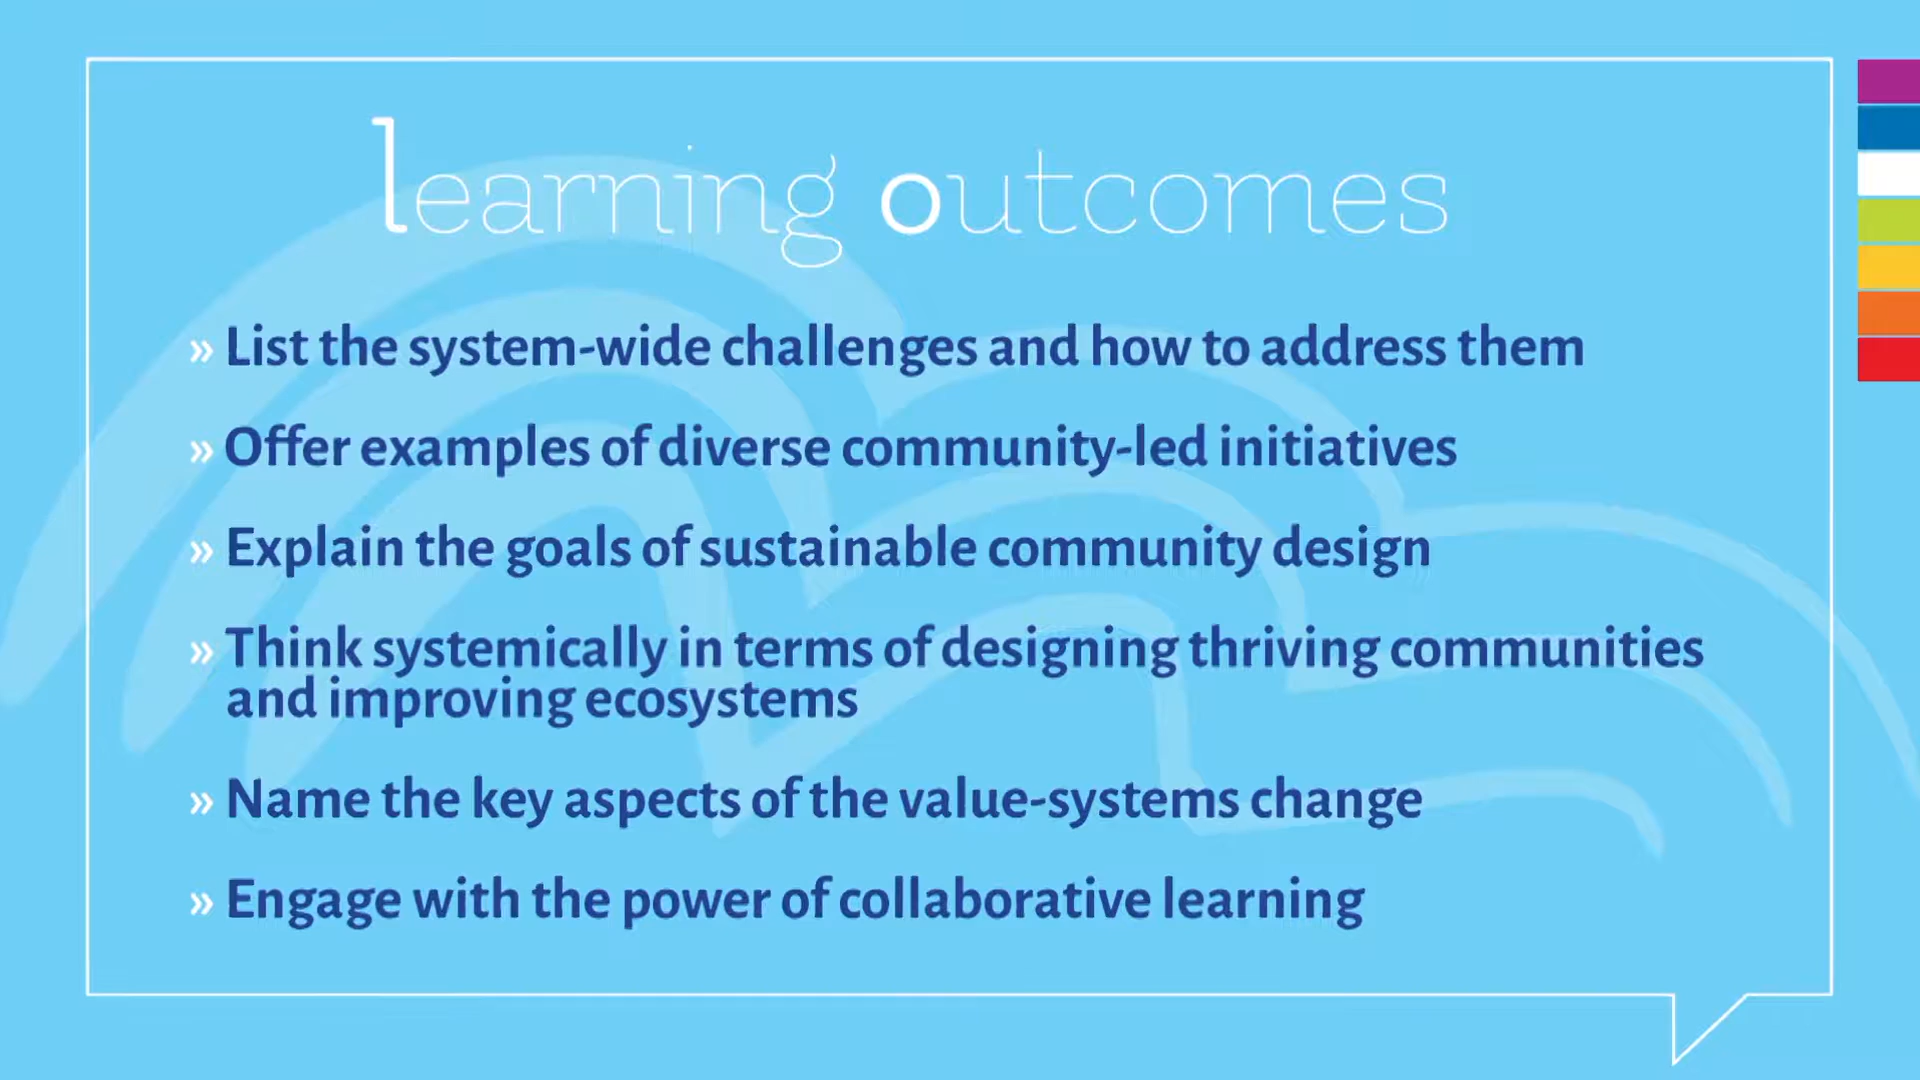 learning outcomes
» List the system-wide challenges and how to address them
» Offer examples of diverse community-led initiatives
» Explain the goals of sustainable community design
» Think systemically in terms of designing thriving communities
and improving ecosystems
» Name the key aspects of the value-systems change
» Engage with the power of collaborative learning